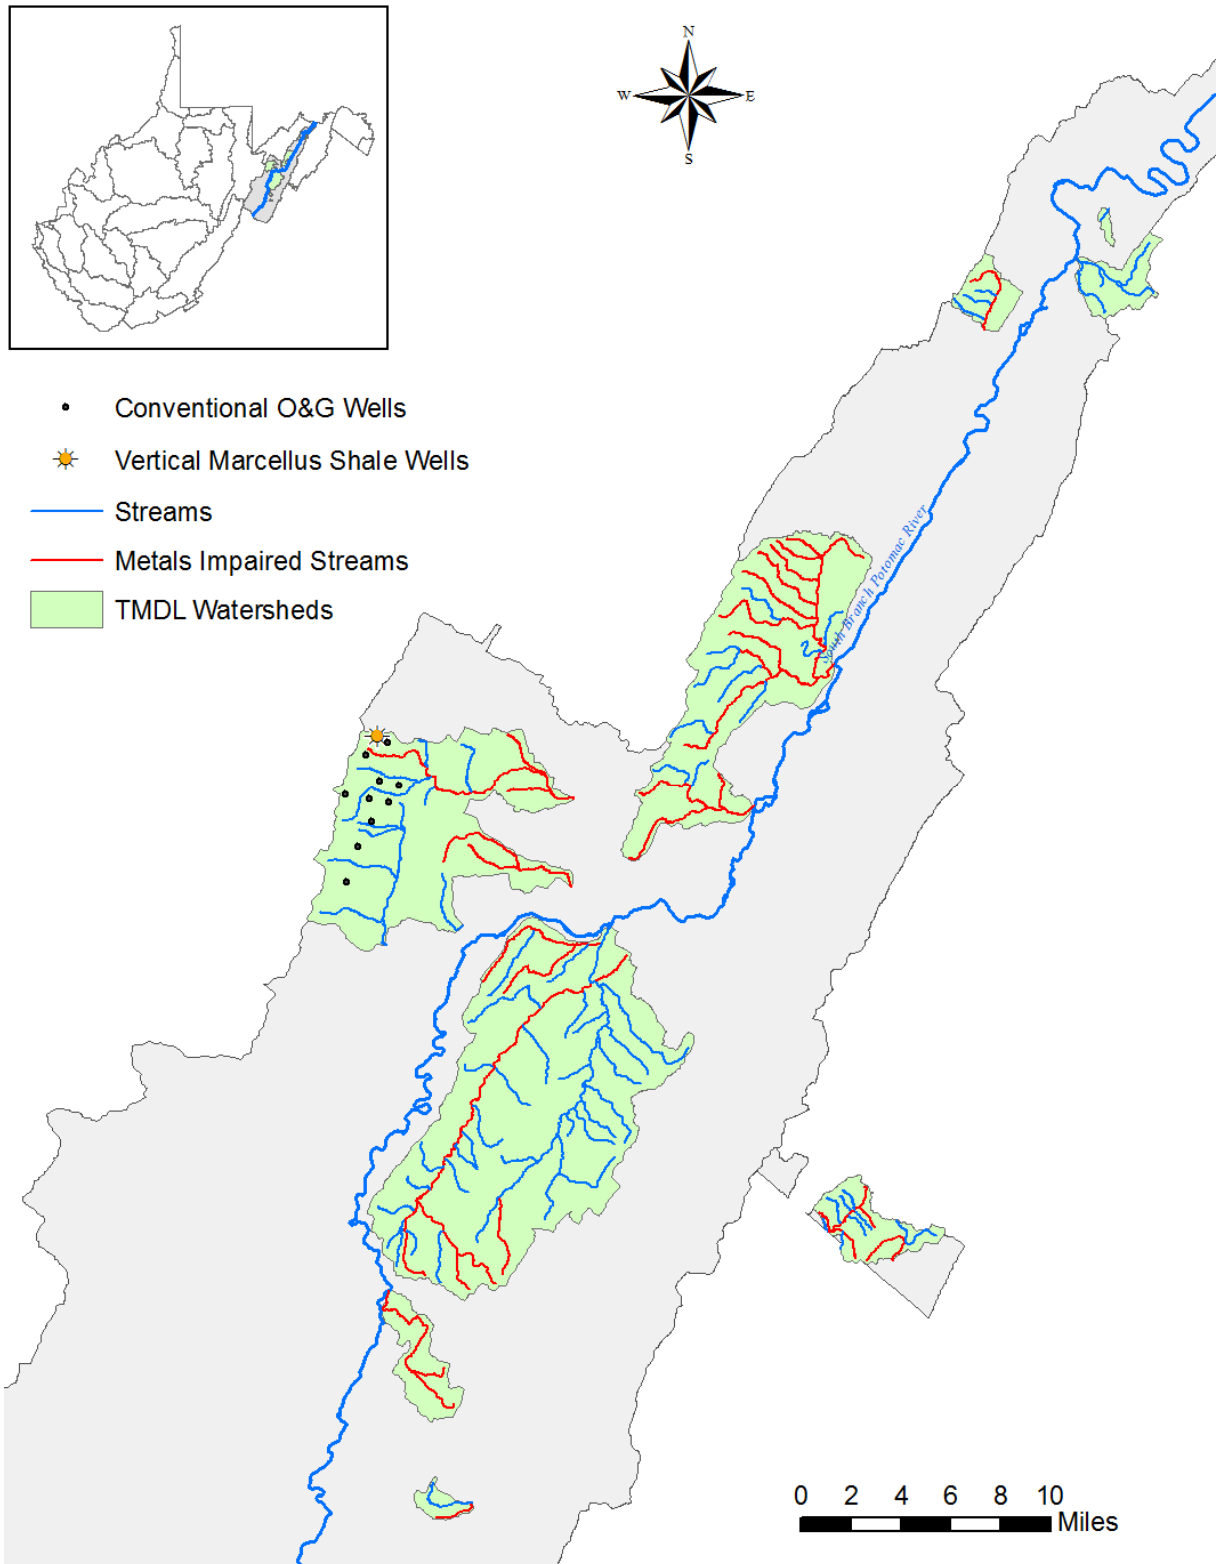 N
W E
S
Conventional O&G Wells
Vertical Marcellus Shale Wells
Streams
Metals Impaired Streams
TMDL Watersheds
South Branch Potomac River
0 2 4 6 8 10
Miles